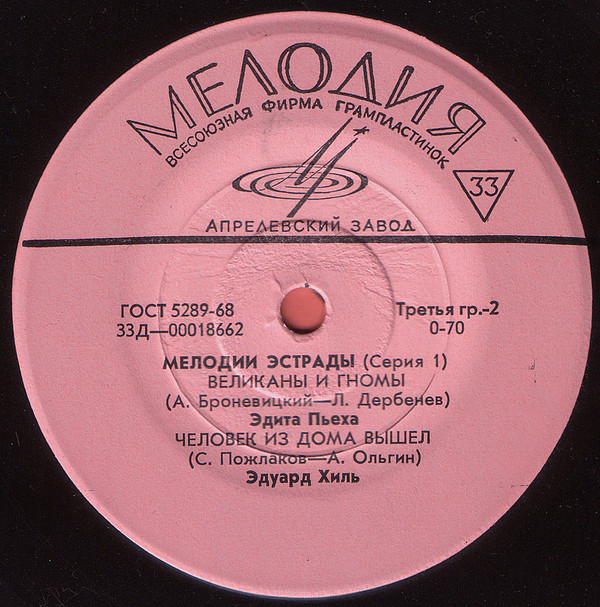 МЕЛОДИЯ
ВСЕСОЮЗНАЯ ФИРМА ГРАМПЛАСТИНОК
33
АПРЕЛЕВСКИЙ ЗАВОД
ГОСТ 5289-68
Третья гр.-2
33Д—00018662
0-70
МЕЛОДИИ ЭСТРАДЫ (Серия 1)
ВЕЛИКАНЫ И ГНОМЫ
(А. Броневицкий—Л. Дербенев)
Эдита Пьеха
ЧЕЛОВЕК ИЗ ДОМА ВЫШЕЛ
(С. Пожлаков—А. Ольгин)
Эдуард Хиль